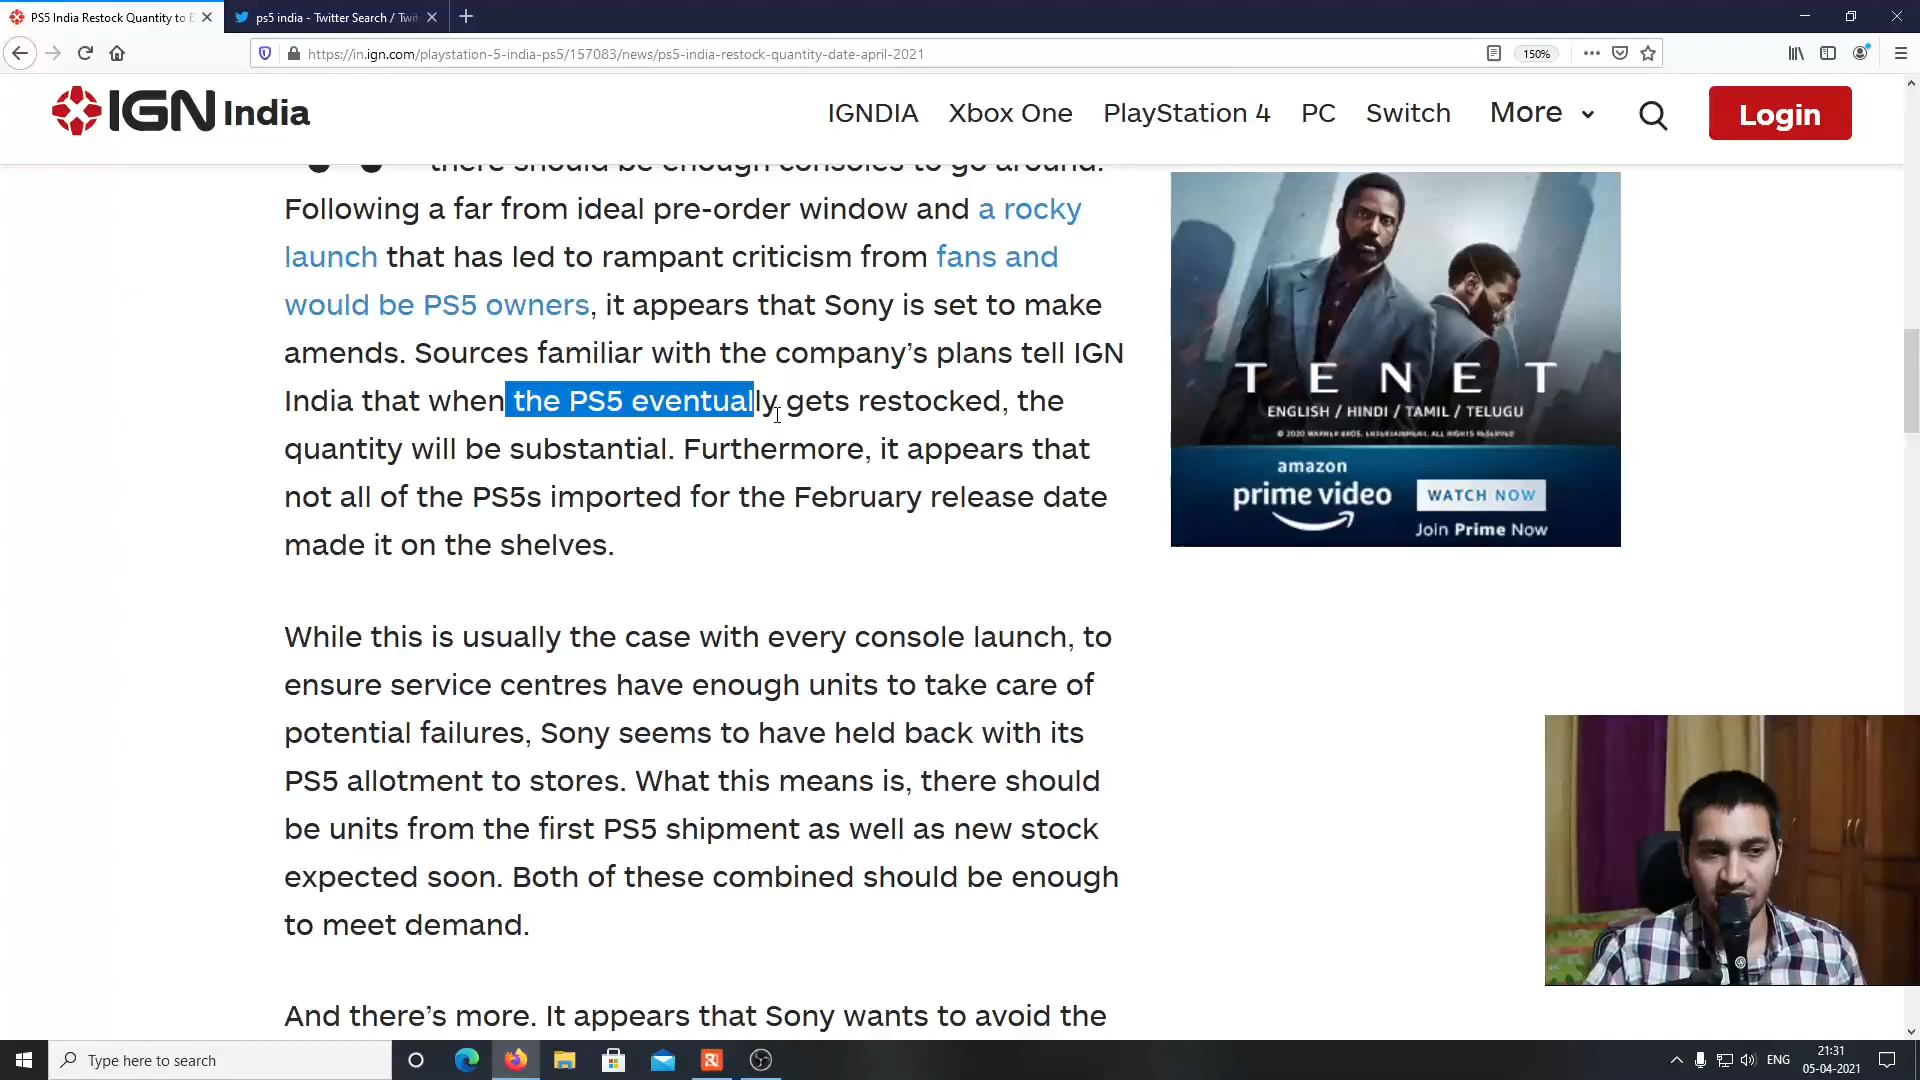 PS5 India Restock Quantity to
ps5 india - Twitter Search / Twi
https://in.ign.com/playstation-5-india-ps5/157083/news/ps5-india-restock-quantity-date-april-2021
150%
IGN India
IGNDIA Xbox One PlayStation 4 PC Switch More
Login
there should be enough consoles to go around.
Following a far from ideal pre-order window and a rocky
launch that has led to rampant criticism from fans and
would be PS5 owners, it appears that Sony is set to make
amends. Sources familiar with the company’s plans tell IGN
India that when the PS5 eventually gets restocked, the
quantity will be substantial. Furthermore, it appears that
not all of the PS5s imported for the February release date
made it on the shelves.
While this is usually the case with every console launch, to
ensure service centres have enough units to take care of
potential failures, Sony seems to have held back with its
PS5 allotment to stores. What this means is, there should
be units from the first PS5 shipment as well as new stock
expected soon. Both of these combined should be enough
to meet demand.
And there’s more. It appears that Sony wants to avoid the
TENET
ENGLISH / HINDI / TAMIL / TELUGU
© 2020 WARNER BROS. ENTERTAINMENT. ALL RIGHTS RESERVED
amazon
prime video
WATCH NOW
Join Prime Now
Type here to search
ENG
21:31
05-04-2021